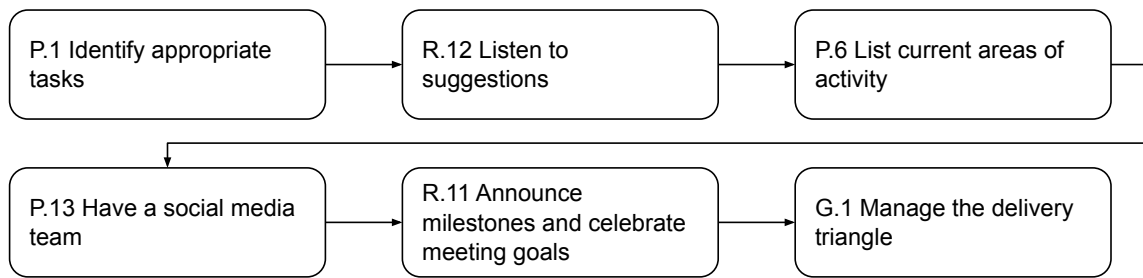 P.1 Identify appropriate
tasks
R.12 Listen to
suggestions
P.6 List current areas of
activity
P.13 Have a social media
team
R.11 Announce
milestones and celebrate
meeting goals
G.1 Manage the delivery
triangle